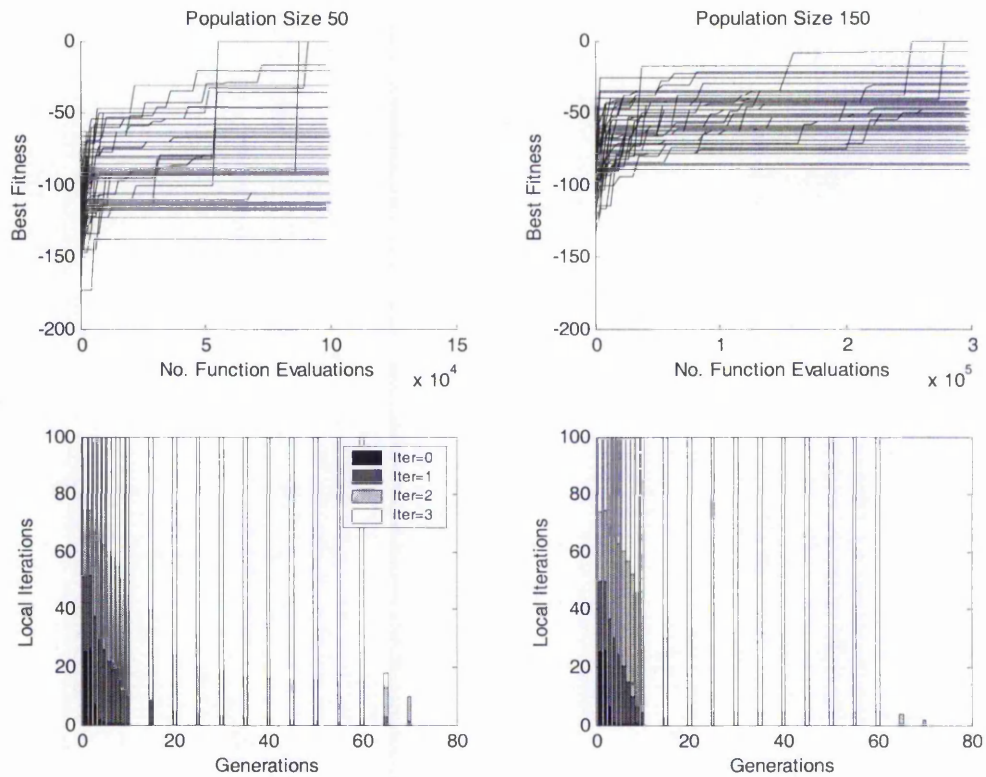 Population Size 50
0
-50
-100
-150
-200
Best Fitness
0 5 10 15
No. Function Evaluations
x 10^4
Population Size 150
0
-50
-100
-150
-200
Best Fitness
0 1 2 3
No. Function Evaluations
x 10^5
100
80
60
40
20
0
Local Iterations
Iter=0
Iter=1
Iter=2
Iter=3
0 20 40 60 80
Generations
100
80
60
40
20
0
Local Iterations
0 20 40 60 80
Generations